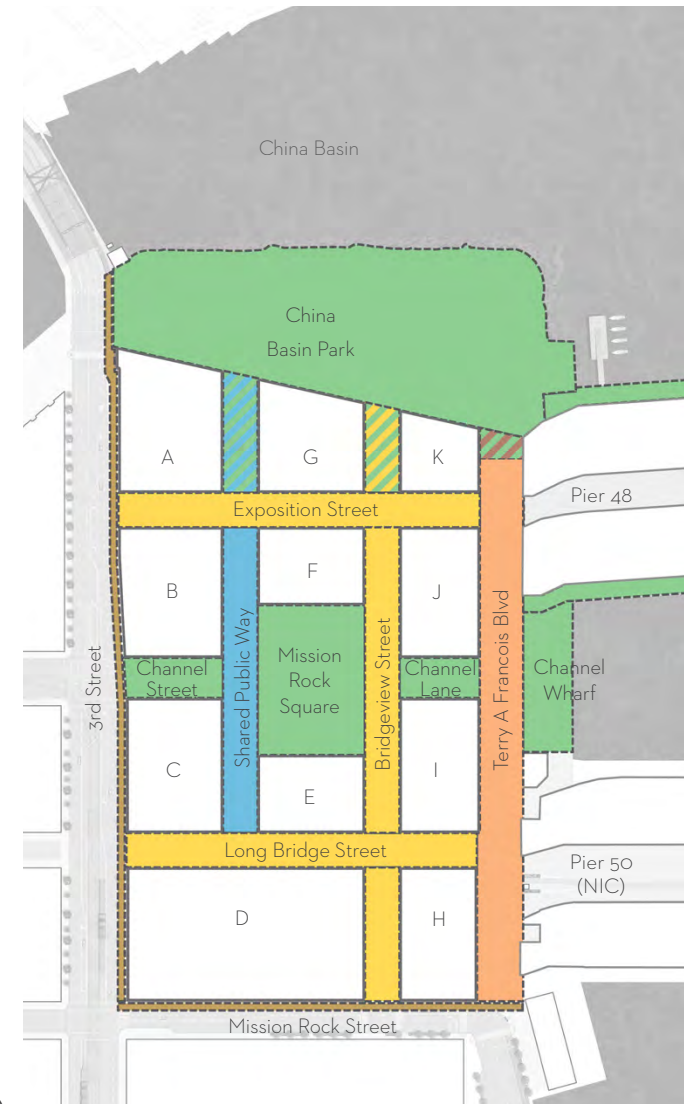 China Basin
China
Basin Park
A
G
K
Pier 48
Exposition Street
B
F
J
3rd Street
Channel
Street
Shared Public Way
Mission
Rock
Square
Bridgeview Street
Channel
Lane
Terry A Francois Blvd
Channel
Wharf
C
E
I
Long Bridge Street
Pier 50
(NIC)
D
H
Mission Rock Street